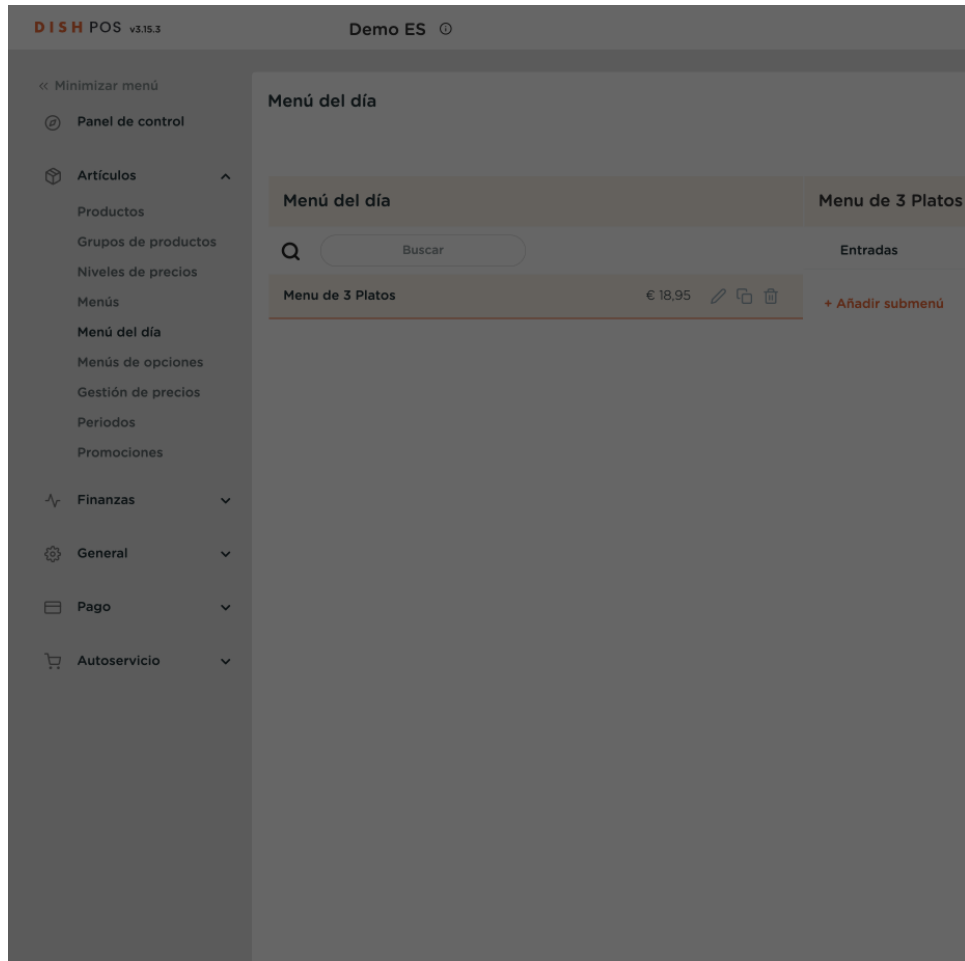 DISH POS v3.15.3
Demo ES
Minimizar menú
Panel de control
Artículos
Productos
Grupos de productos
Niveles de precios
Menús
Menú del día
Menús de opciones
Gestión de precios
Periodos
Promociones
Finanzas
General
Pago
Autoservicio
Menú del día
Menú del día
Buscar
Menu de 3 Platos € 18,95
Menu de 3 Platos
Entradas
+ Añadir submenú